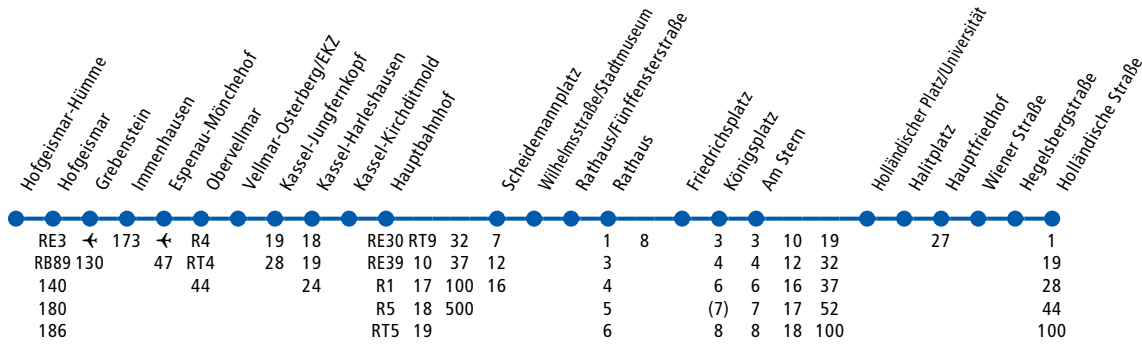 Hofgeismar-Hümme
Hofgeismar
Grebenstein
Immenhausen
Espenau-Mönchehof
Obervellmar
Vellmar-Osterberg/EKZ
Kassel-Jungfernkopf
Kassel-Harleshausen
Kassel-Kirchditmold
Hauptbahnhof
Scheidemannplatz
Wilhelmsstraße/Stadtmuseum
Rathaus/Fünffensterstraße
Rathaus
Friedrichsplatz
Königsplatz
Am Stern
Holländischer Platz/Universität
Halitplatz
Hauptfriedhof
Wiener Straße
Hegelsbergstraße
Holländische Straße
RE3 173 R4 19 18 RE30 RT9 32 7 1 8 3 3 10 19 27 1
RB89 130 47 RT4 28 19 RE39 10 37 12 3 4 4 12 32 19
140 44 24 R1 17 100 16 4 6 6 16 37 28
180 R5 18 500 5 (7) 7 17 52 44
186 RT5 19 6 8 8 18 100 100